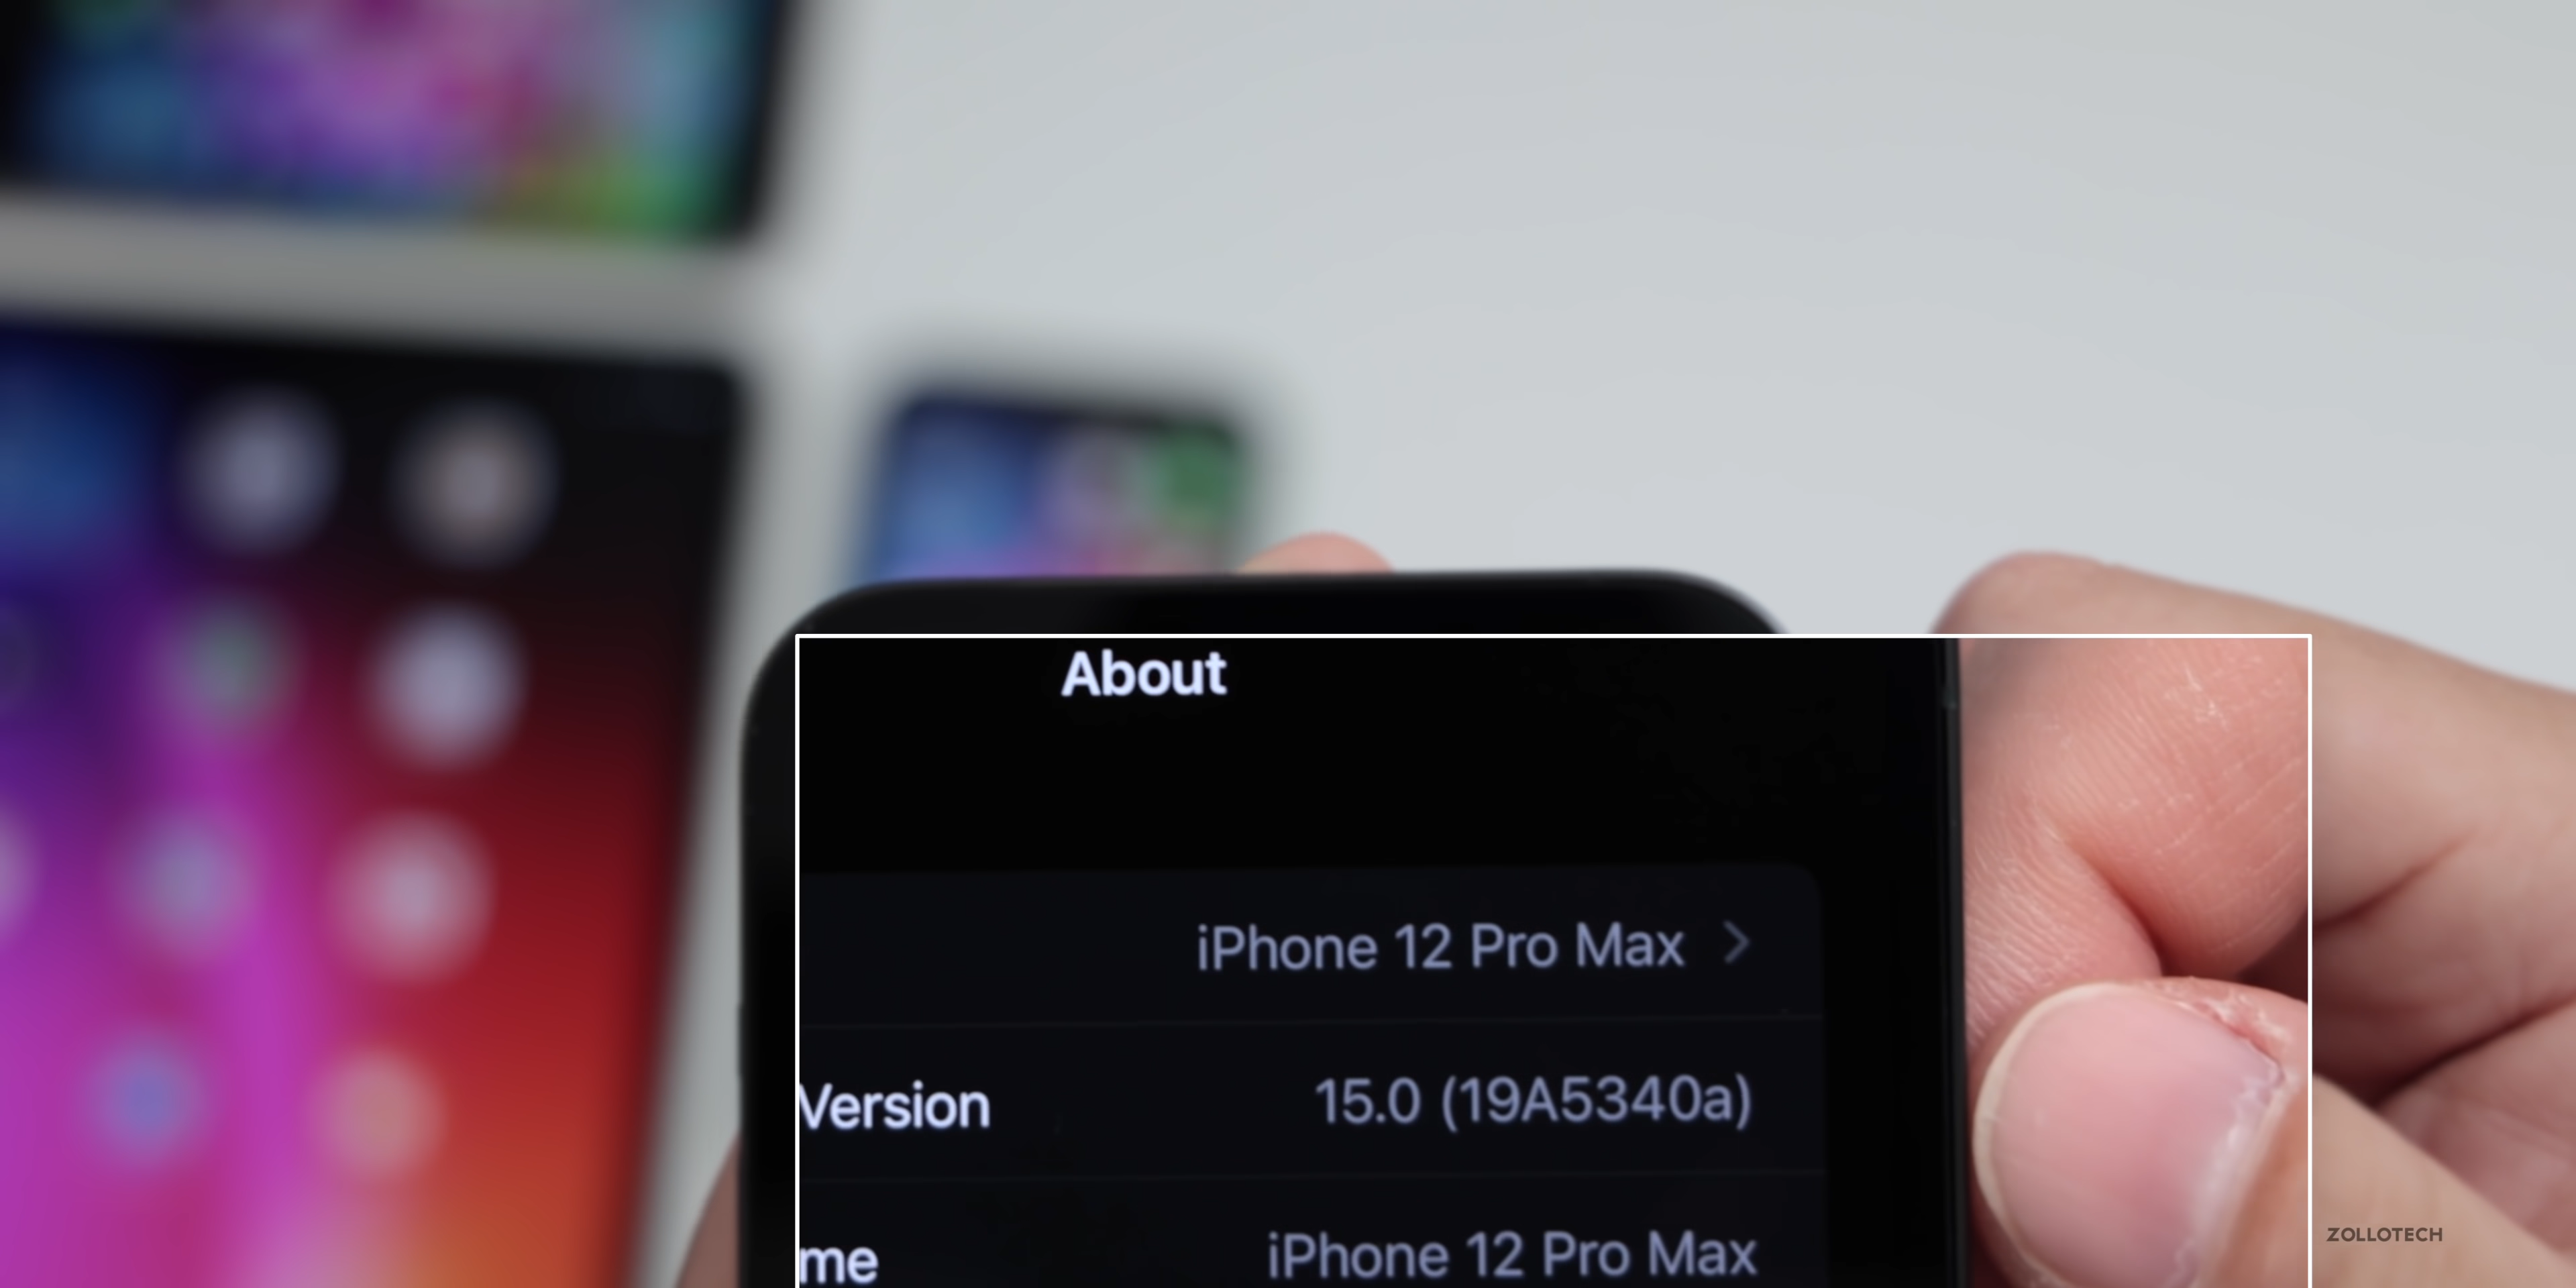 About
iPhone 12 Pro Max
Version 15.0 (19A5340a)
me iPhone 12 Pro Max
ZOLLOTECH